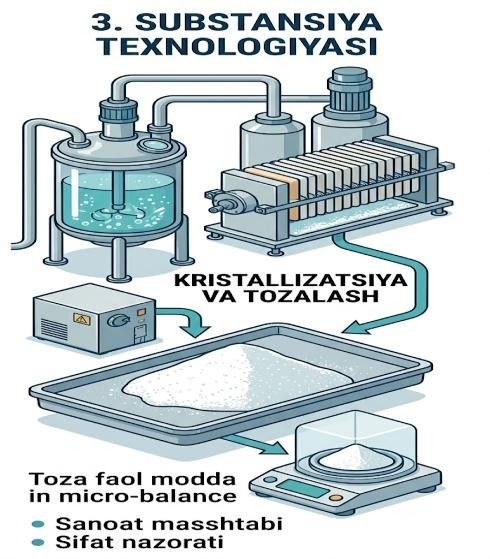 3. SUBSTANSIYA
TEXNOLOGIYASI
KRISTALLIZATSIYA
VA TOZALASH
Toza faol modda
in micro-balance
• Sanoat masshtabi
• Sifat nazorati